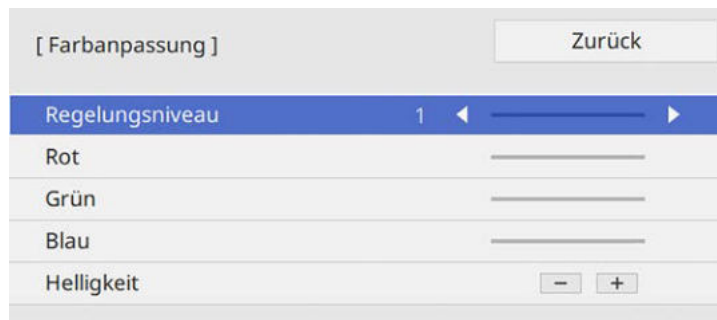 [ Farbanpassung ] Zurück
Regelungsniveau 1
Rot
Grün
Blau
Helligkeit − +